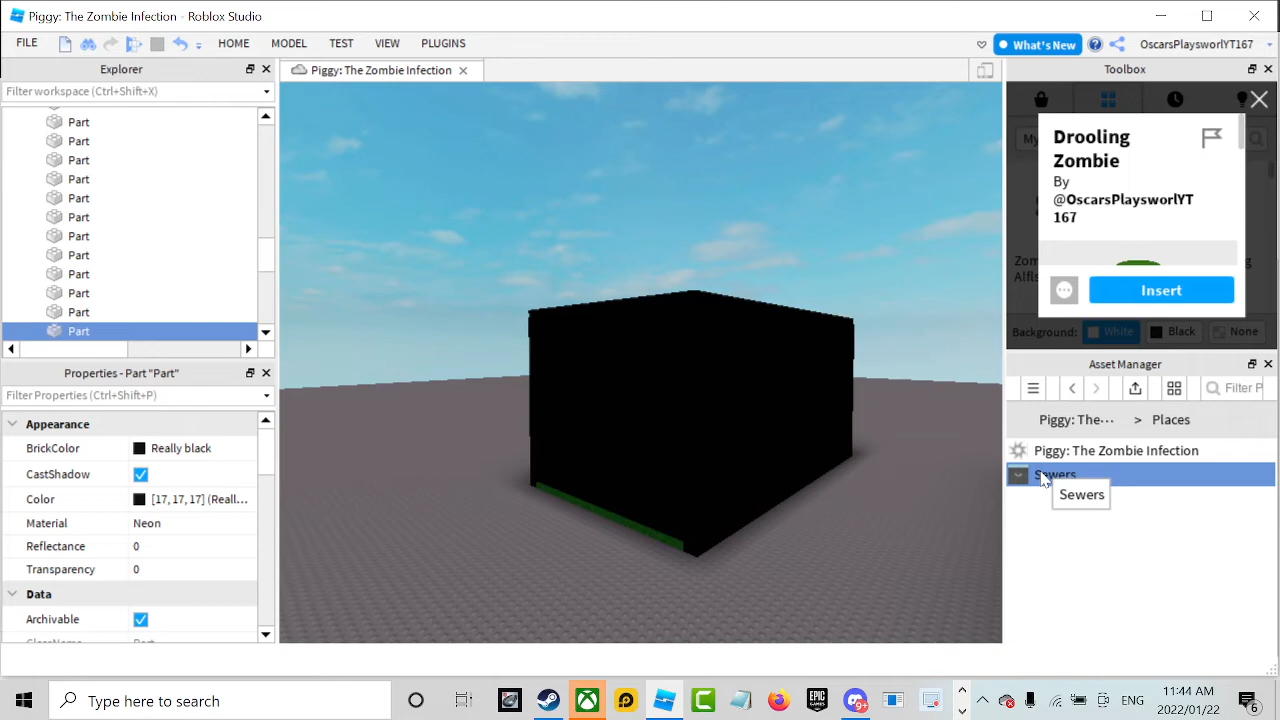 Piggy: The Zombie Infection - Roblox Studio
FILE HOME MODEL TEST VIEW PLUGINS What's New OscarsPlaysworlYT167
Explorer
Filter workspace (Ctrl+Shift+X)
Part
Part
Part
Part
Part
Part
Part
Part
Part
Part
Part
Part
Properties - Part "Part"
Filter Properties (Ctrl+Shift+P)
Appearance
BrickColor Really black
CastShadow
Color [17, 17, 17] (Reall...
Material Neon
Reflectance 0
Transparency 0
Data
Archivable
Piggy: The Zombie Infection
Toolbox
My
Drooling
Zombie
By
@OscarsPlaysworlYT
167
Insert
Background: White Black None
Asset Manager
Filter P
Piggy: The··· > Places
Piggy: The Zombie Infection
Sewers
Sewers
Type here to search
EPIC
GAMES
11:44 AM
2022/01/22
6